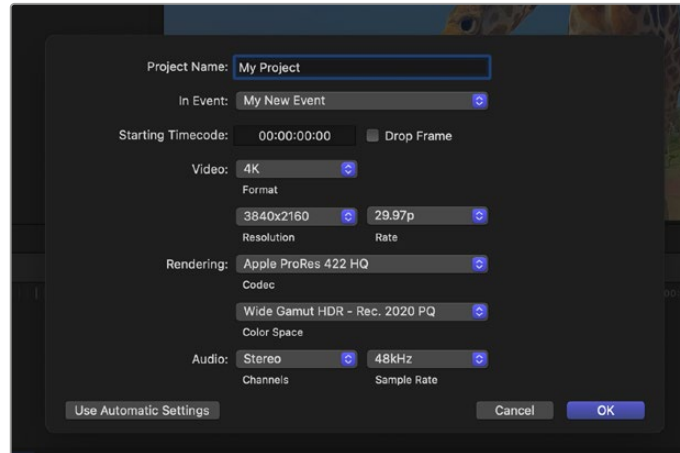 Project Name: My Project
In Event: My New Event
Starting Timecode: 00:00:00:00 Drop Frame
Video: 4K
Format
3840x2160 29.97p
Resolution Rate
Rendering: Apple ProRes 422 HQ
Codec
Wide Gamut HDR - Rec. 2020 PQ
Color Space
Audio: Stereo 48kHz
Channels Sample Rate
Use Automatic Settings Cancel OK